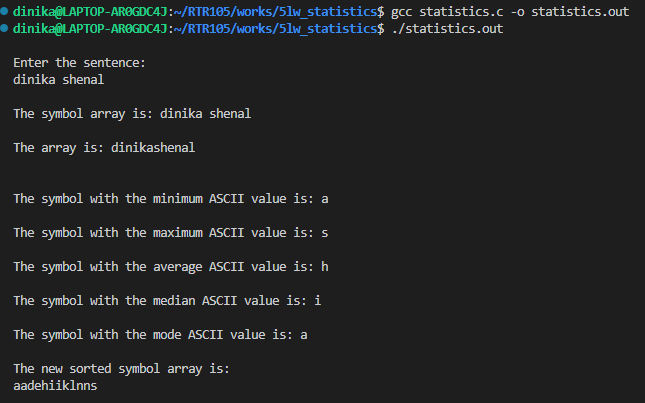 dinika@LAPTOP-AR0GDC4J:~/RTR105/works/5lw_statistics$ gcc statistics.c -o statistics.out
dinika@LAPTOP-AR0GDC4J:~/RTR105/works/5lw_statistics$ ./statistics.out
Enter the sentence:
dinika shenal
The symbol array is: dinika shenal
The array is: dinikashenal
The symbol with the minimum ASCII value is: a
The symbol with the maximum ASCII value is: s
The symbol with the average ASCII value is: h
The symbol with the median ASCII value is: i
The symbol with the mode ASCII value is: a
The new sorted symbol array is:
aadehiiklnns